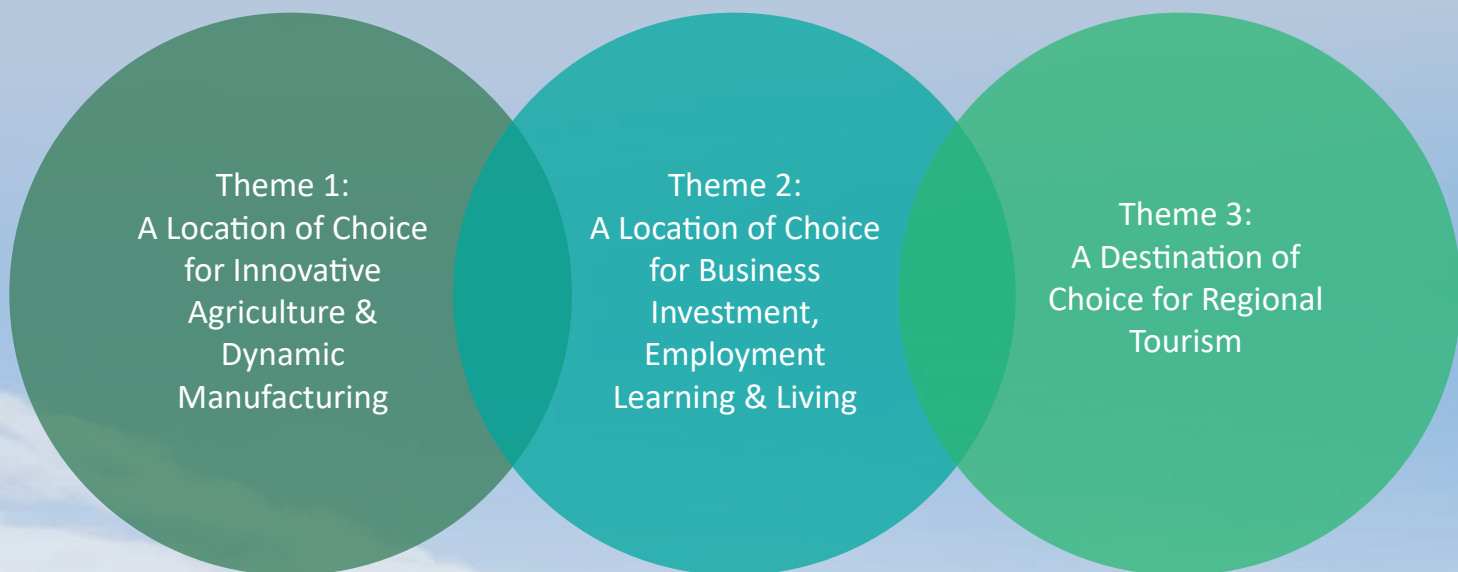 Theme 1:
A Location of Choice
for Innovative
Agriculture &
Dynamic
Manufacturing
Theme 2:
A Location of Choice
for Business
Investment,
Employment
Learning & Living
Theme 3:
A Destination of
Choice for Regional
Tourism